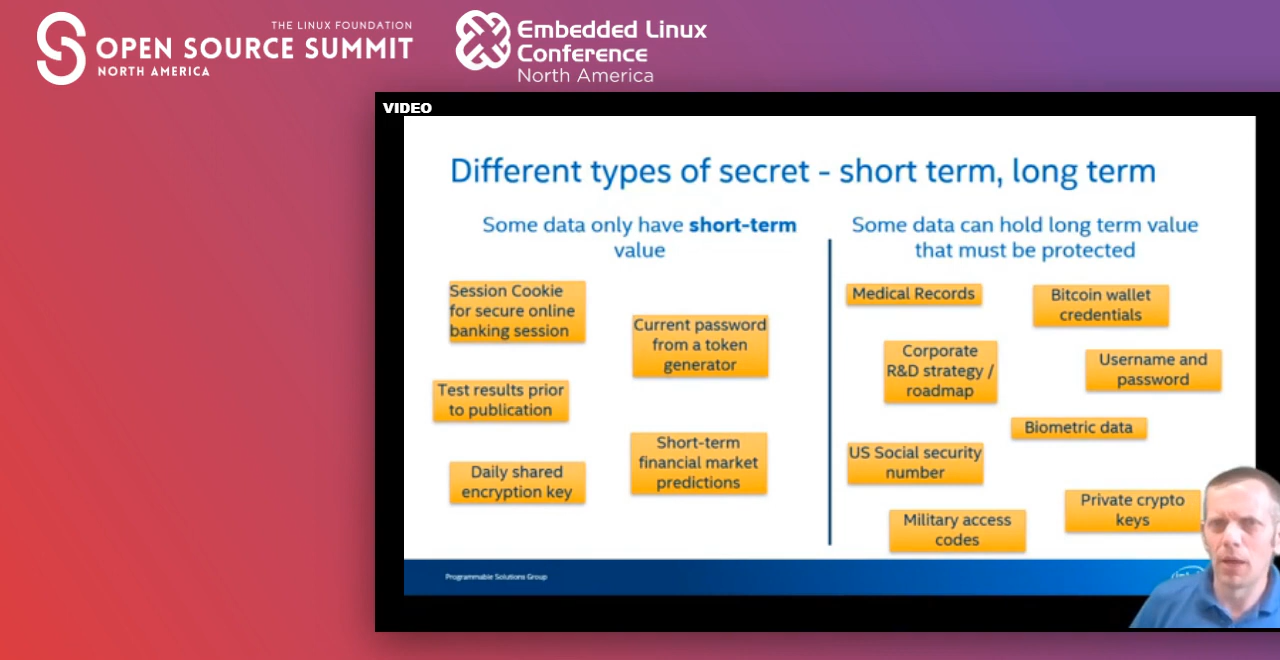 THE LINUX FOUNDATION
OPEN SOURCE SUMMIT
NORTH AMERICA
Embedded Linux
Conference
North America
VIDEO
Different types of secret - short term, long term
Some data only have short-term
value
Session Cookie
for secure online
banking session
Current password
from a token
generator
Test results prior
to publication
Short-term
financial market
predictions
Daily shared
encryption key
Some data can hold long term value
that must be protected
Medical Records
Bitcoin wallet
credentials
Corporate
R&D strategy /
roadmap
Username and
password
Biometric data
US Social security
number
Private crypto
keys
Military access
codes
Programmable Solutions Group